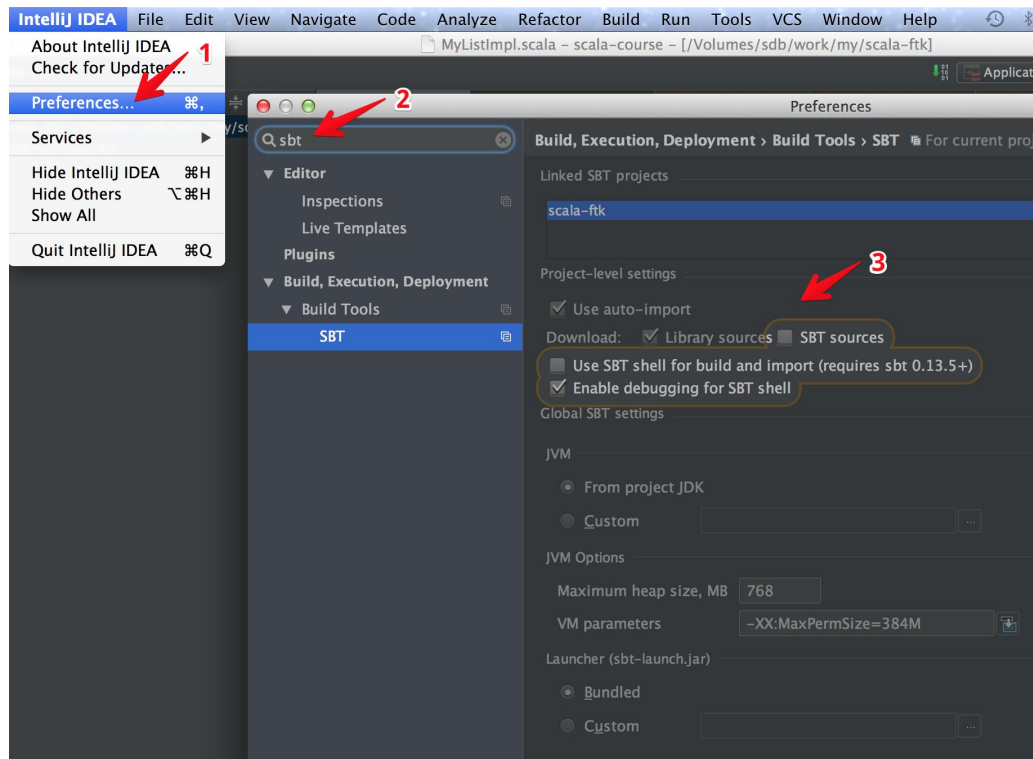 IntelliJ IDEA File Edit View Navigate Code Analyze Refactor Build Run Tools VCS Window Help
About IntelliJ IDEA
Check for Updates...
1
Preferences... ⌘,
Services ▶
Hide IntelliJ IDEA ⌘H
Hide Others ⌥⌘H
Show All
Quit IntelliJ IDEA ⌘Q
MyListImpl.scala – scala-course – [/Volumes/sdb/work/my/scala-ftk]
Applicat
2
Preferences
sbt
Editor
Inspections
Live Templates
Plugins
Build, Execution, Deployment
Build Tools
SBT
Build, Execution, Deployment › Build Tools › SBT For current proj
Linked SBT projects
scala-ftk
3
Project-level settings
Use auto-import
Download: Library sources SBT sources
Use SBT shell for build and import (requires sbt 0.13.5+)
Enable debugging for SBT shell
Global SBT settings
JVM
From project JDK
Custom ...
JVM Options
Maximum heap size, MB 768
VM parameters -XX:MaxPermSize=384M
Launcher (sbt-launch.jar)
Bundled
Custom ...